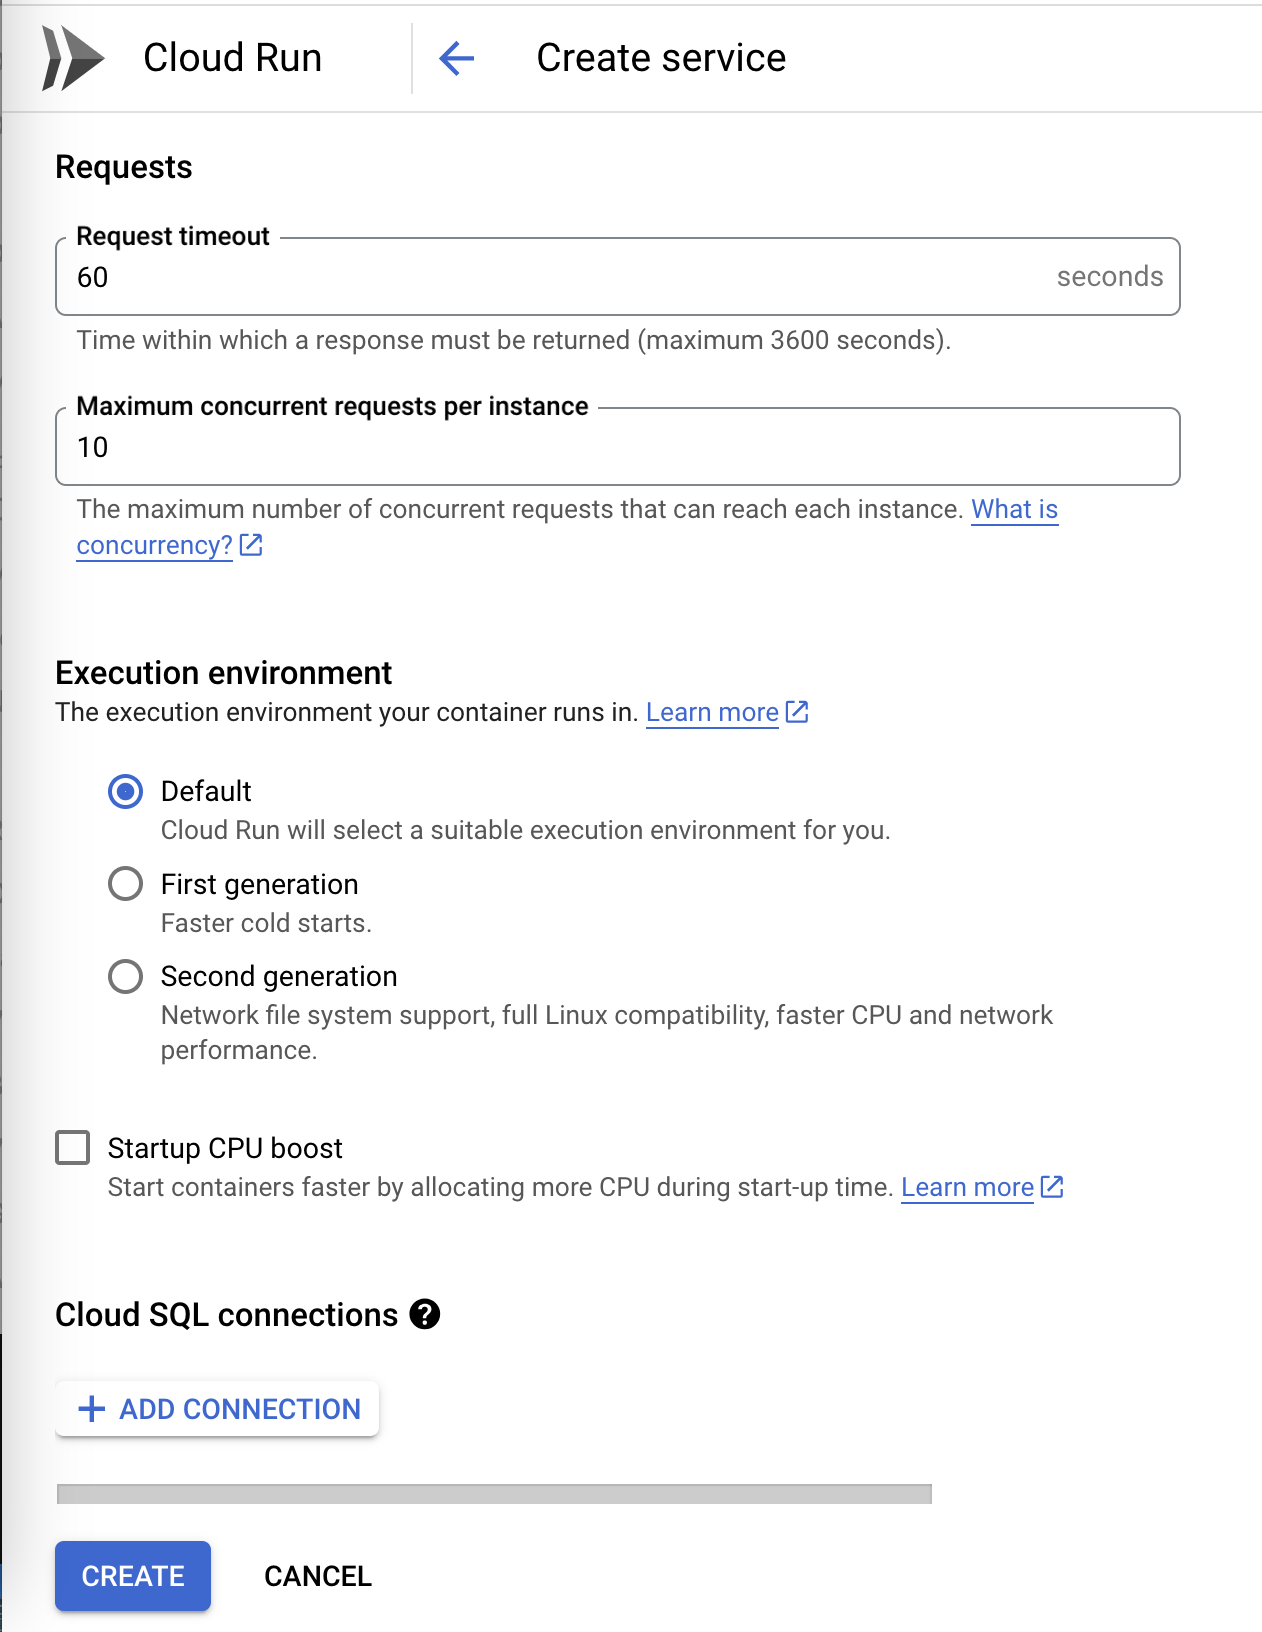 Cloud Run
Create service
Requests
Request timeout
60
seconds
Time within which a response must be returned (maximum 3600 seconds).
Maximum concurrent requests per instance
10
The maximum number of concurrent requests that can reach each instance. What is
concurrency?
Execution environment
The execution environment your container runs in. Learn more
Default
Cloud Run will select a suitable execution environment for you.
First generation
Faster cold starts.
Second generation
Network file system support, full Linux compatibility, faster CPU and network
performance.
Startup CPU boost
Start containers faster by allocating more CPU during start-up time. Learn more
Cloud SQL connections ?
+ ADD CONNECTION
CREATE
CANCEL